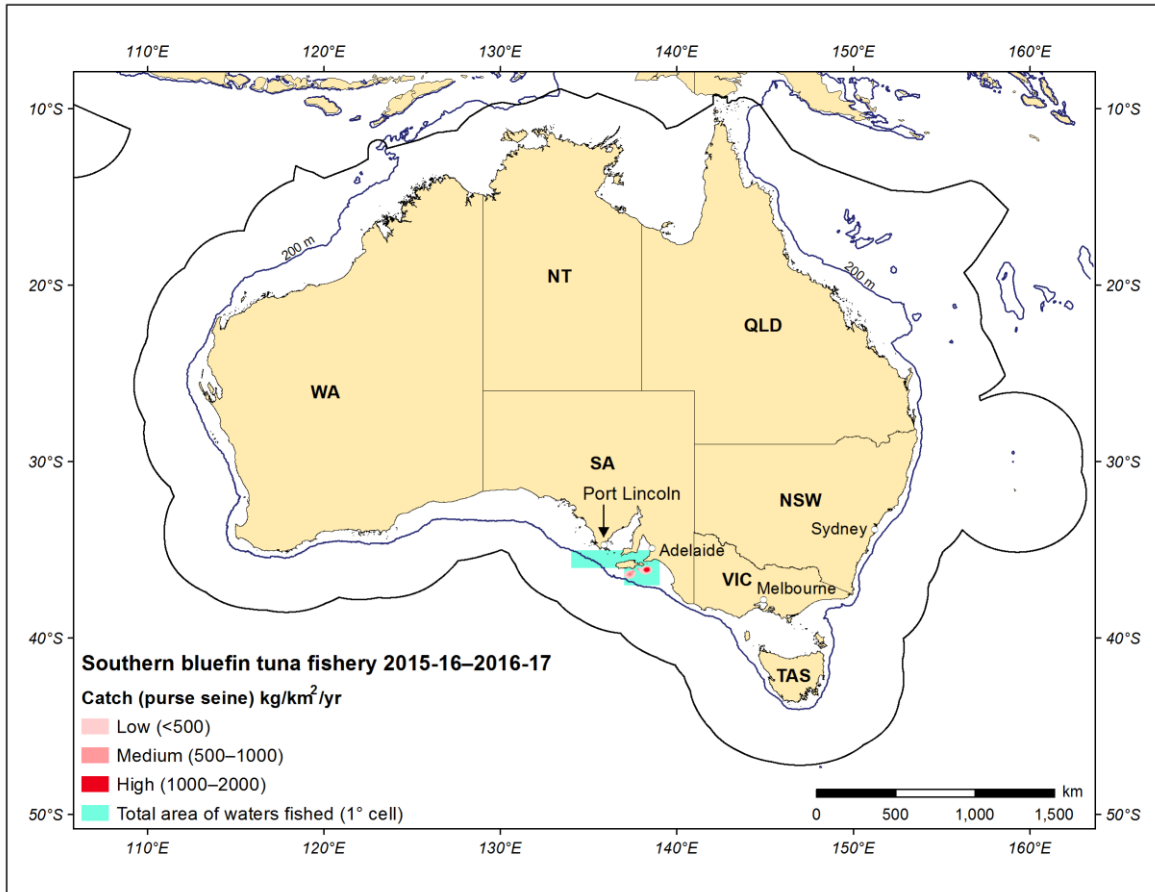 110°E 120°E 130°E 140°E 150°E 160°E
10°S 10°S
200 m
NT
20°S 200 m 20°S
QLD
WA
30°S SA 30°S
Port Lincoln
NSW
Sydney
Adelaide
VIC
Melbourne
40°S 40°S
Southern bluefin tuna fishery 2015-16–2016-17
TAS
Catch (purse seine) kg/km²/yr
Low (<500)
Medium (500–1000)
High (1000–2000)
km
Total area of waters fished (1° cell)
0 500 1,000 1,500
50°S 50°S
110°E 120°E 130°E 140°E 150°E 160°E